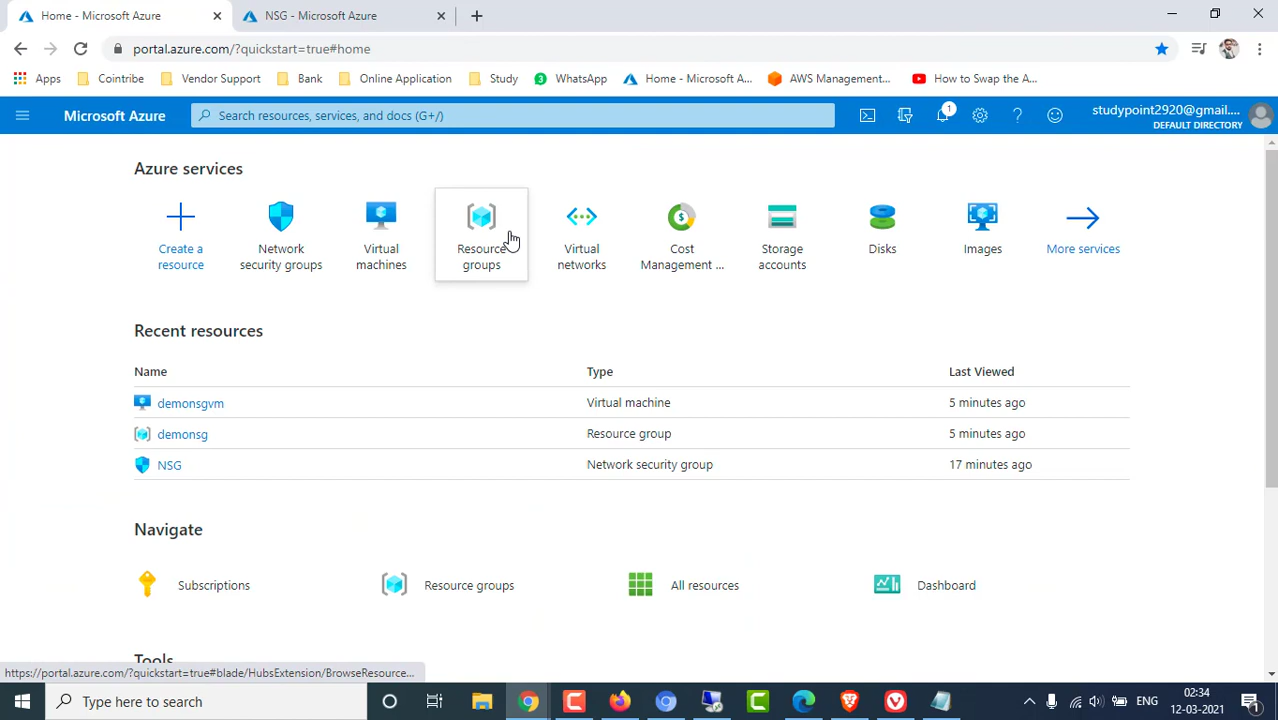 Home - Microsoft Azure
NSG - Microsoft Azure
portal.azure.com/?quickstart=true#home
Apps
Cointribe
Vendor Support
Bank
Online Application
Study
3
WhatsApp
Home - Microsoft A...
AWS Management...
How to Swap the A...
Microsoft Azure
Search resources, services, and docs (G+/)
1
studypoint2920@gmail....
DEFAULT DIRECTORY
Azure services
Create a
resource
Network
security groups
Virtual
machines
Resource
groups
Virtual
networks
Cost
Management ...
Storage
accounts
Disks
Images
More services
Recent resources
Name Type Last Viewed
demonsgvm Virtual machine 5 minutes ago
demonsg Resource group 5 minutes ago
NSG Network security group 17 minutes ago
Navigate
Subscriptions
Resource groups
All resources
Dashboard
Tools
https://portal.azure.com/?quickstart=true#blade/HubsExtension/BrowseResource...
Type here to search
ENG
02:34
12-03-2021
1